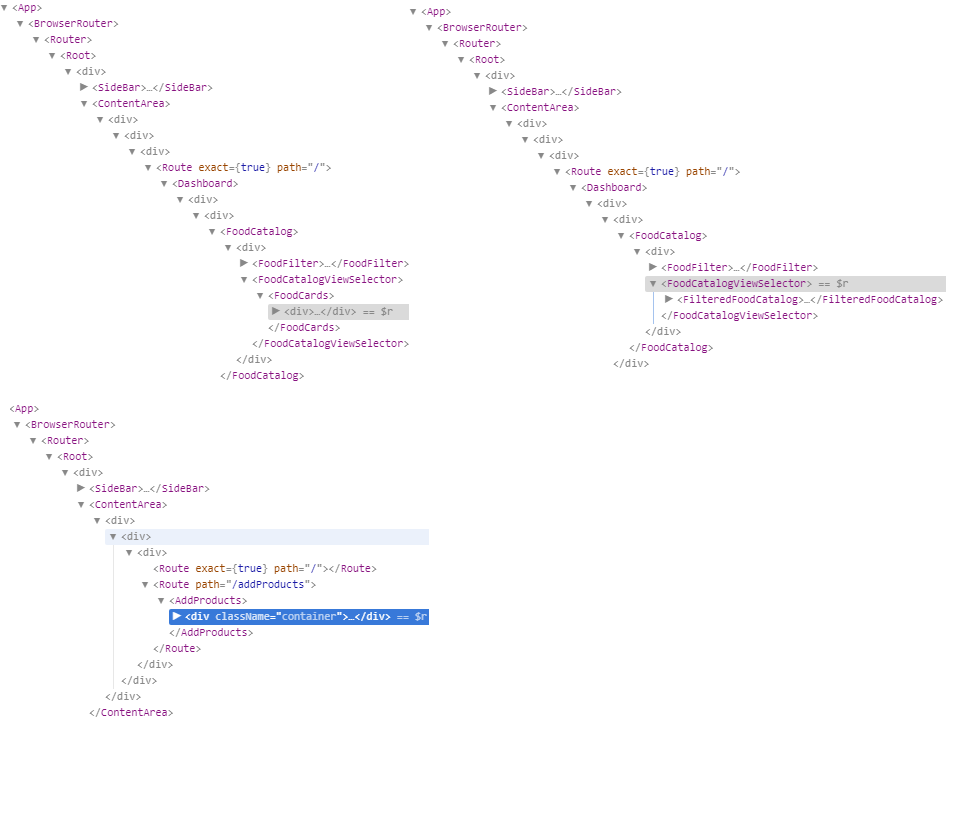 ▼ <App>
▼ <BrowserRouter>
▼ <Router>
▼ <Root>
▼ <div>
▶ <SideBar>…</SideBar>
▼ <ContentArea>
▼ <div>
▼ <div>
▼ <div>
▼ <Route exact={true} path="/">
▼ <Dashboard>
▼ <div>
▼ <div>
▼ <FoodCatalog>
▼ <div>
▶ <FoodFilter>…</FoodFilter>
▼ <FoodCatalogViewSelector>
▼ <FoodCards>
▶ <div>…</div> == $r
</FoodCards>
</FoodCatalogViewSelector>
</div>
</FoodCatalog>
▼ <App>
▼ <BrowserRouter>
▼ <Router>
▼ <Root>
▼ <div>
▶ <SideBar>…</SideBar>
▼ <ContentArea>
▼ <div>
▼ <div>
▼ <div>
▼ <Route exact={true} path="/">
▼ <Dashboard>
▼ <div>
▼ <div>
▼ <FoodCatalog>
▼ <div>
▶ <FoodFilter>…</FoodFilter>
▼ <FoodCatalogViewSelector> == $r
▶ <FilteredFoodCatalog>…</FilteredFoodCatalog>
</FoodCatalogViewSelector>
</div>
</FoodCatalog>
</div>
<App>
▼ <BrowserRouter>
▼ <Router>
▼ <Root>
▼ <div>
▶ <SideBar>…</SideBar>
▼ <ContentArea>
▼ <div>
▼ <div>
▼ <div>
<Route exact={true} path="/"></Route>
▼ <Route path="/addProducts">
▼ <AddProducts>
▶ <div className="container">…</div> == $r
</AddProducts>
</Route>
</div>
</div>
</div>
</ContentArea>